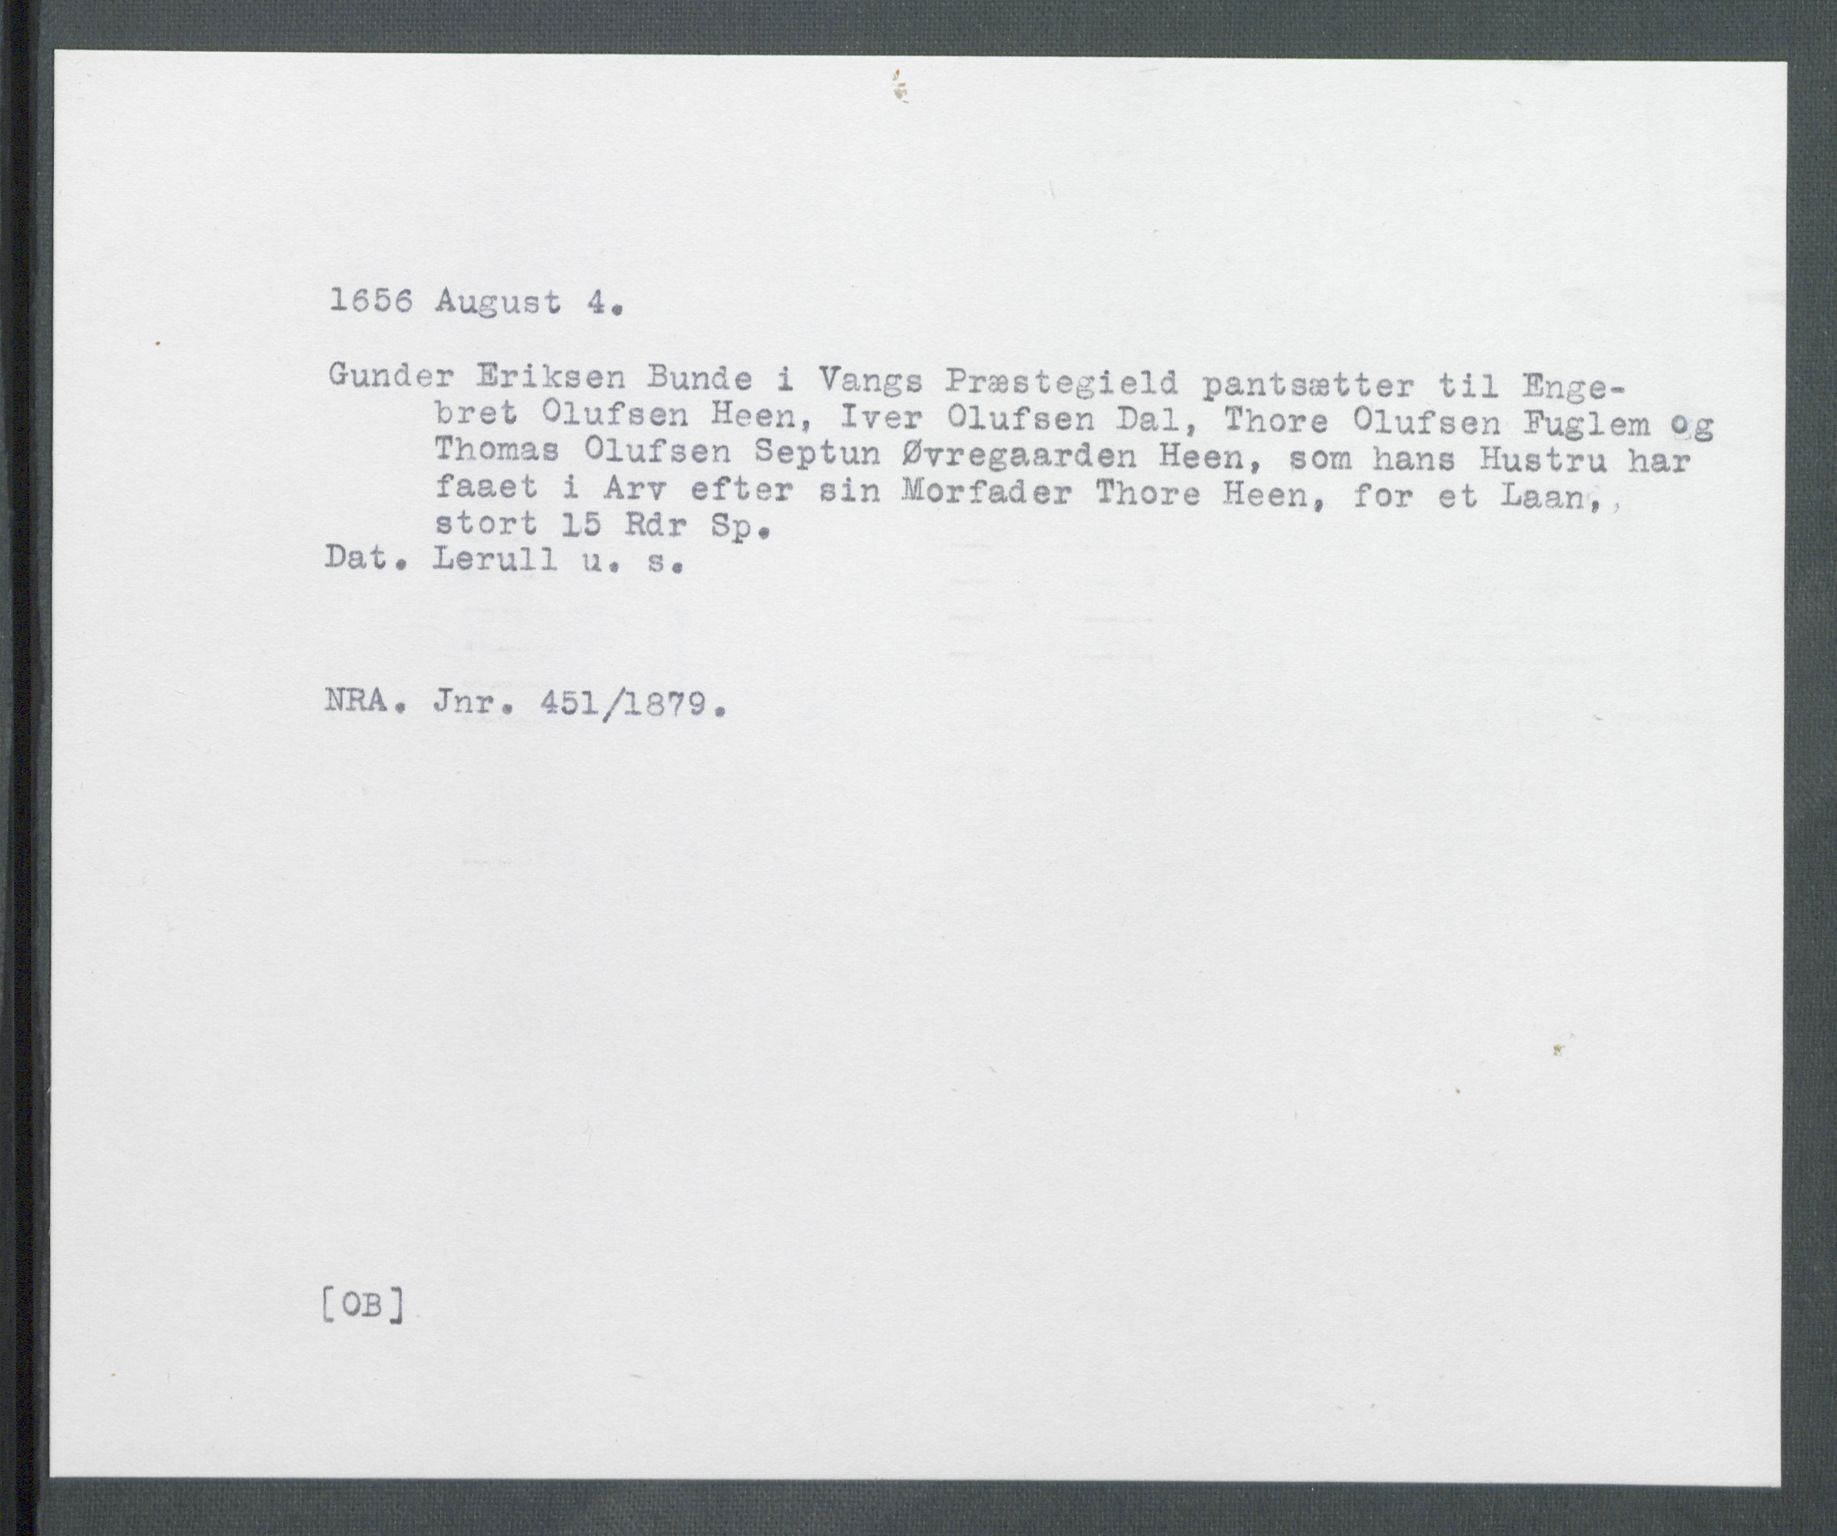 1656 August 4.
Gunder Eriksen Bunde i Vangs Præstegield pantsætter til Enge-
bret Olufsen Heen, Iver Olufsen Dal, Thore Olufsen Fuglem og
Thomas Olufsen Septun Øvregaarden Heen, som hans Hustru har
faaet i Arv efter sin Morfader Thore Heen, for et Laan,,
stort 15 Rdr Sp.
Dat. Lerull u. s.
NRA. Jnr. 451/1879.
[OB]